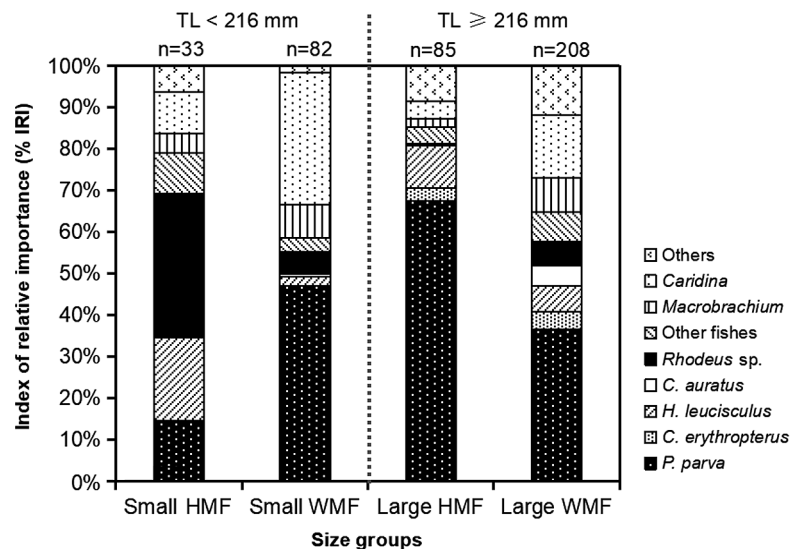 TL < 216 mm
TL ⩾ 216 mm
n=33
n=82
n=85
n=208
Index of relative importance (% IRI)
100%
90%
80%
70%
60%
50%
40%
30%
20%
10%
0%
Small HMF
Small WMF
Large HMF
Large WMF
Size groups
Others
Caridina
Macrobrachium
Other fishes
Rhodeus sp.
C. auratus
H. leucisculus
C. erythropterus
P. parva